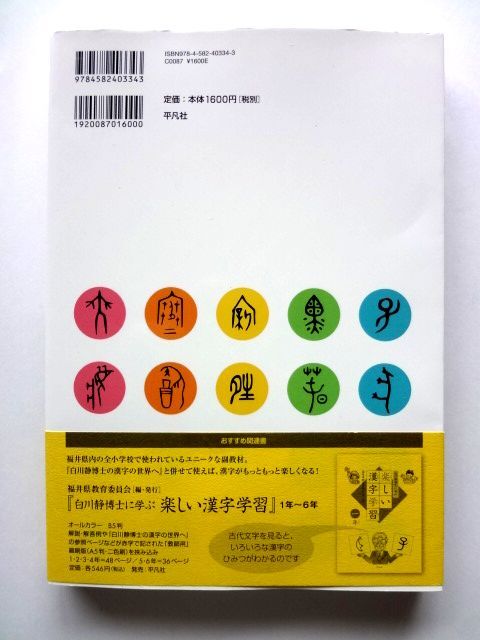 ISBN978-4-582-40334-3
C0087 ¥1600E
9784582403343
定価：本体1600円［税別］
平凡社
1920087016000
おすすめ関連書
福井県内の全小学校で使われているユニークな副教材。
『白川静博士の漢字の世界へ』と併せて使えば、漢字がもっともっと楽しくなる！
福井県教育委員会［編・発行］
『白川静博士に学ぶ 楽しい漢字学習』1年〜6年
オールカラー B5判
解説・解答例や『白川静博士の漢字の世界へ』
の参照ページなどが赤字で記された「教師用」
縮刷版（A5判・二色刷）を挟み込み
1・2・3・4年＝48ページ／5・6年＝36ページ
定価：各546円（税込） 発売：平凡社
古代文字を見ると、
いろいろな漢字の
ひみつがわかるのです
楽しい
漢字学習
一年